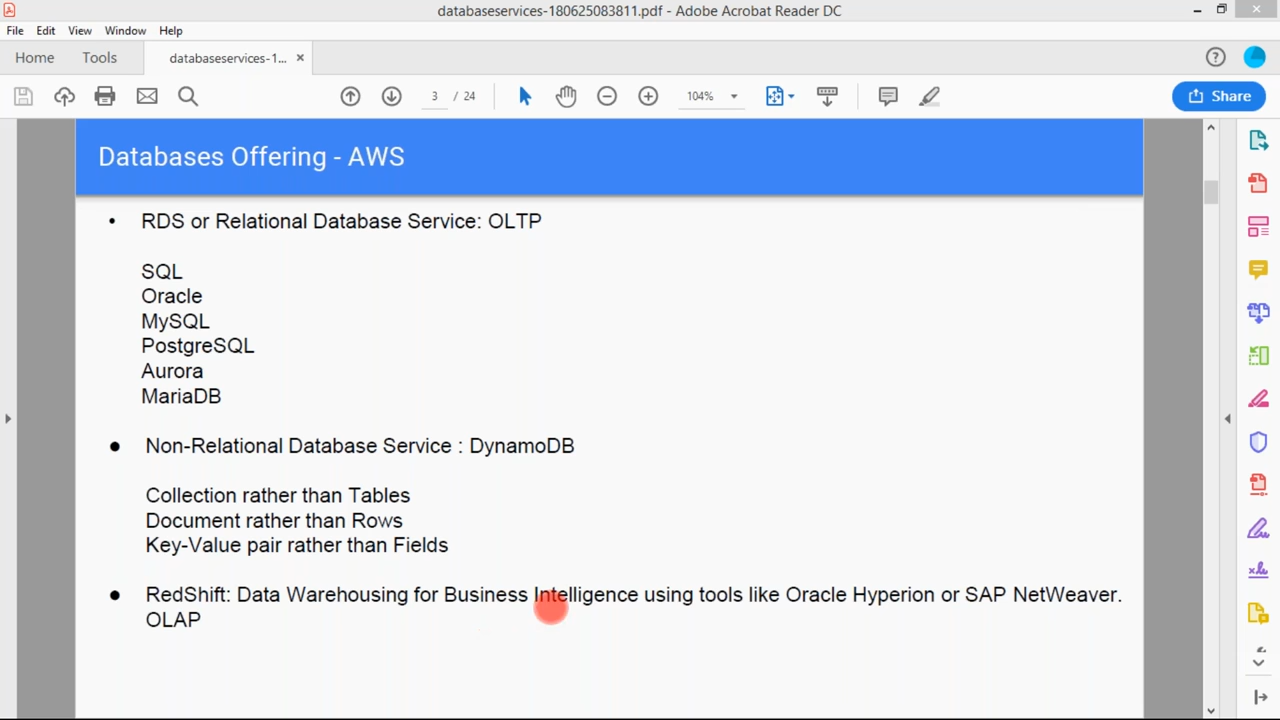 databaseservices-180625083811.pdf - Adobe Acrobat Reader DC
File Edit View Window Help
Home Tools databaseservices-1...
3 / 24 104% Share
Databases Offering - AWS
• RDS or Relational Database Service: OLTP
SQL
Oracle
MySQL
PostgreSQL
Aurora
MariaDB
● Non-Relational Database Service : DynamoDB
Collection rather than Tables
Document rather than Rows
Key-Value pair rather than Fields
● RedShift: Data Warehousing for Business Intelligence using tools like Oracle Hyperion or SAP NetWeaver.
OLAP